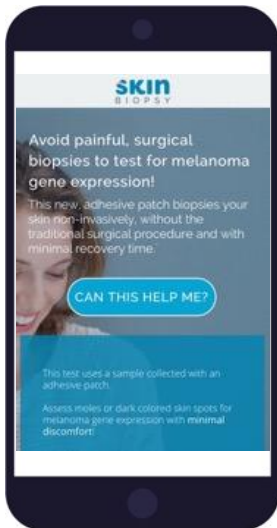 skin
BIOPSY
Avoid painful, surgical
biopsies to test for melanoma
gene expression!
This new, adhesive patch biopsies your
skin non-invasively, without the
traditional surgical procedure and with
minimal recovery time.
CAN THIS HELP ME?
This test uses a sample collected with an
adhesive patch.
Assess moles or dark colored skin spots for
melanoma gene expression with minimal
discomfort!